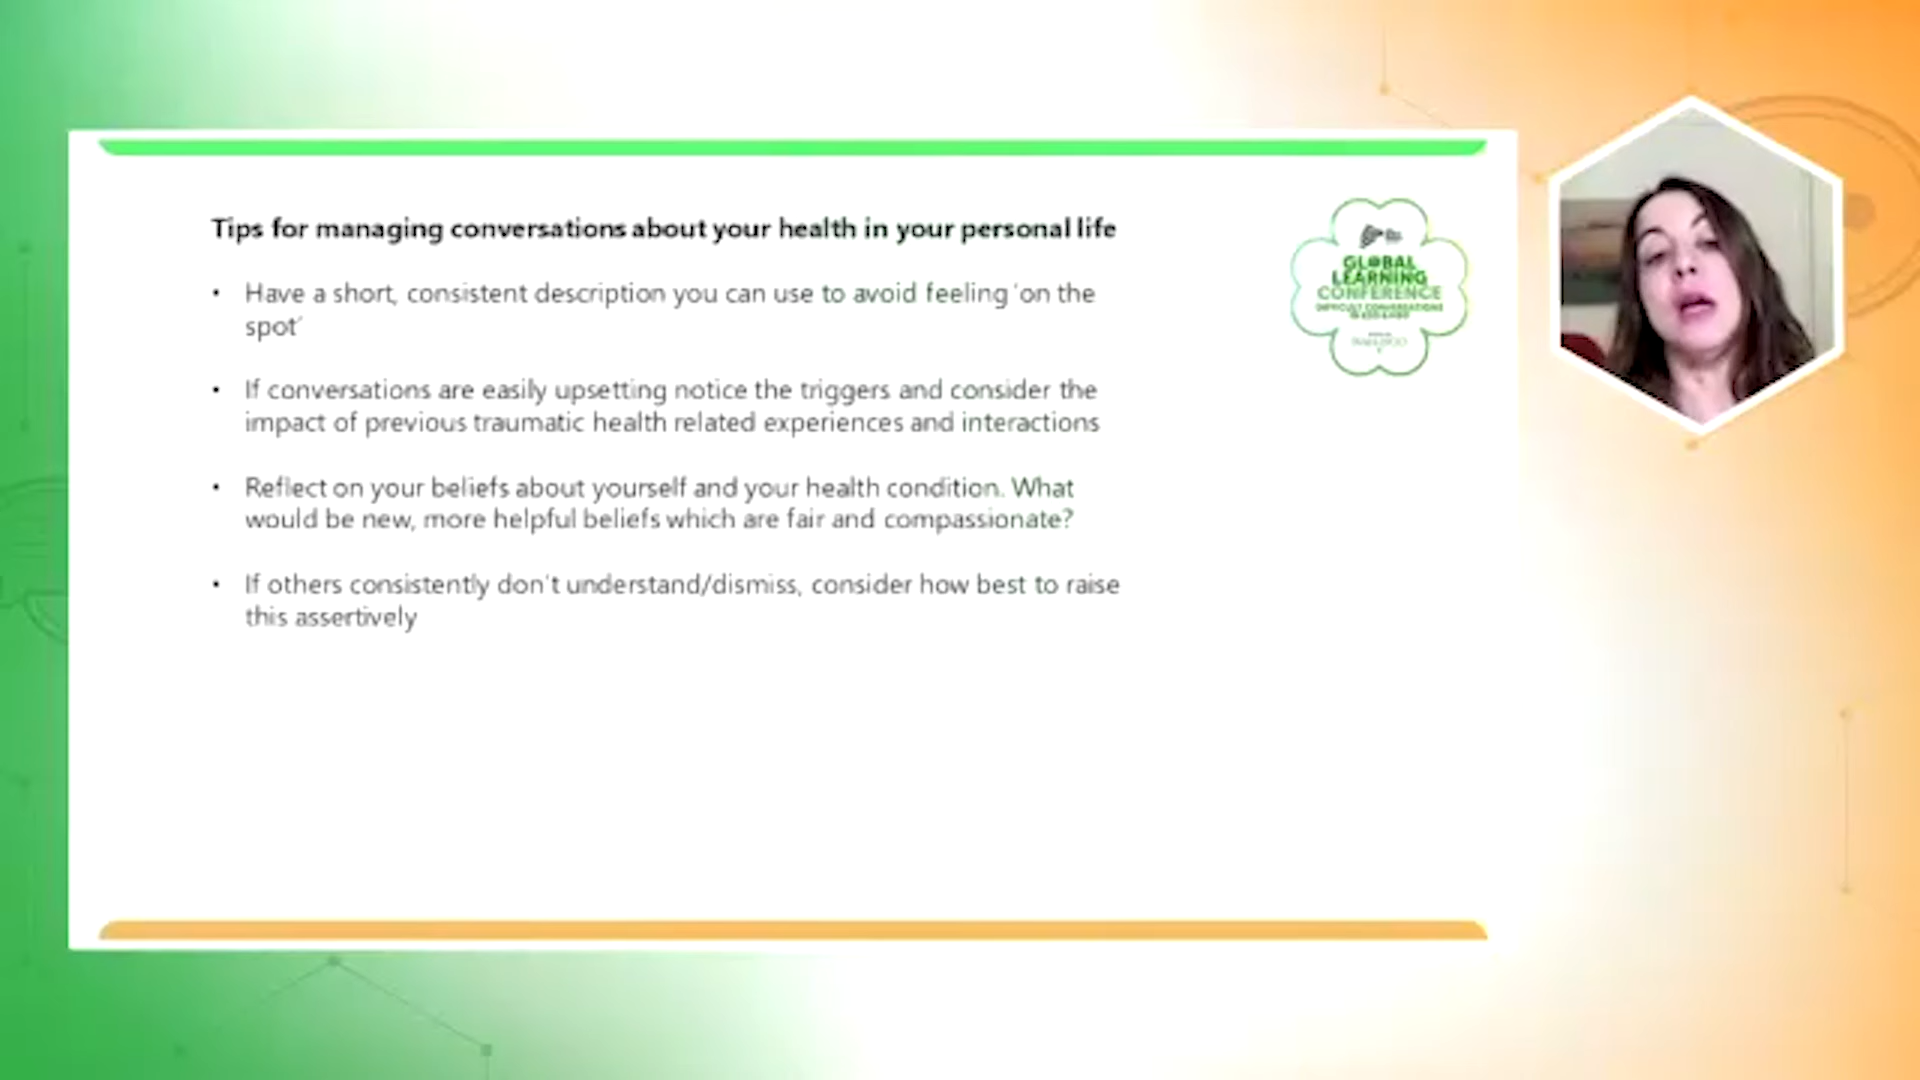 Tips for managing conversations about your health in your personal life
• Have a short, consistent description you can use to avoid feeling 'on the
spot'
• If conversations are easily upsetting notice the triggers and consider the
impact of previous traumatic health related experiences and interactions
• Reflect on your beliefs about yourself and your health condition. What
would be new, more helpful beliefs which are fair and compassionate?
• If others consistently don't understand/dismiss, consider how best to raise
this assertively
GLOBAL
LEARNING
CONFERENCE
DIFFICULT CONVERSATIONS